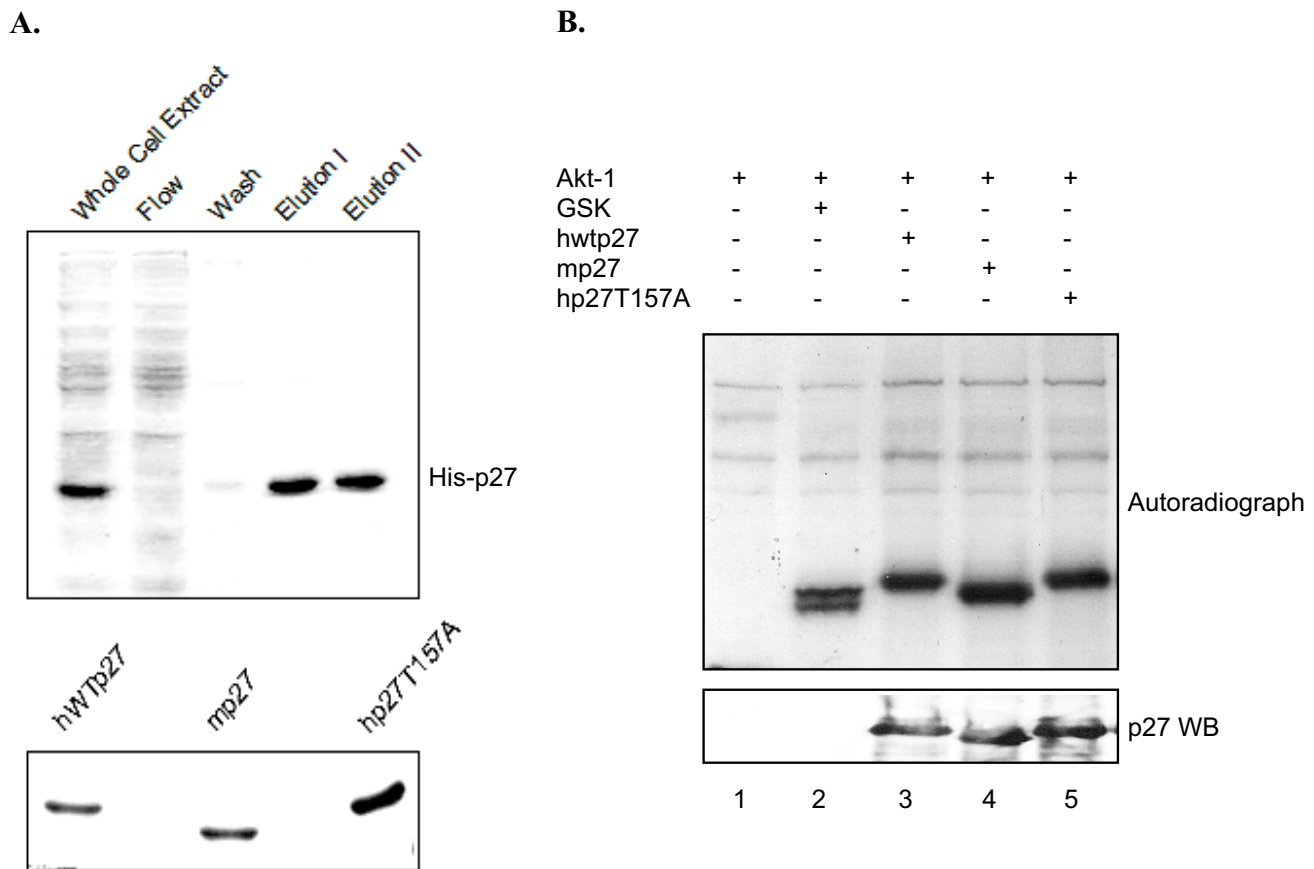 A.
Whole Cell Extract
Flow
Wash
Elution I
Elution II
His-p27
hWTp27
mp27
hp27T157A
B.
Akt-1 + + + + +
GSK - + - - -
hwtp27 - - + - -
mp27 - - - + -
hp27T157A - - - - +
Autoradiograph
p27 WB
1 2 3 4 5